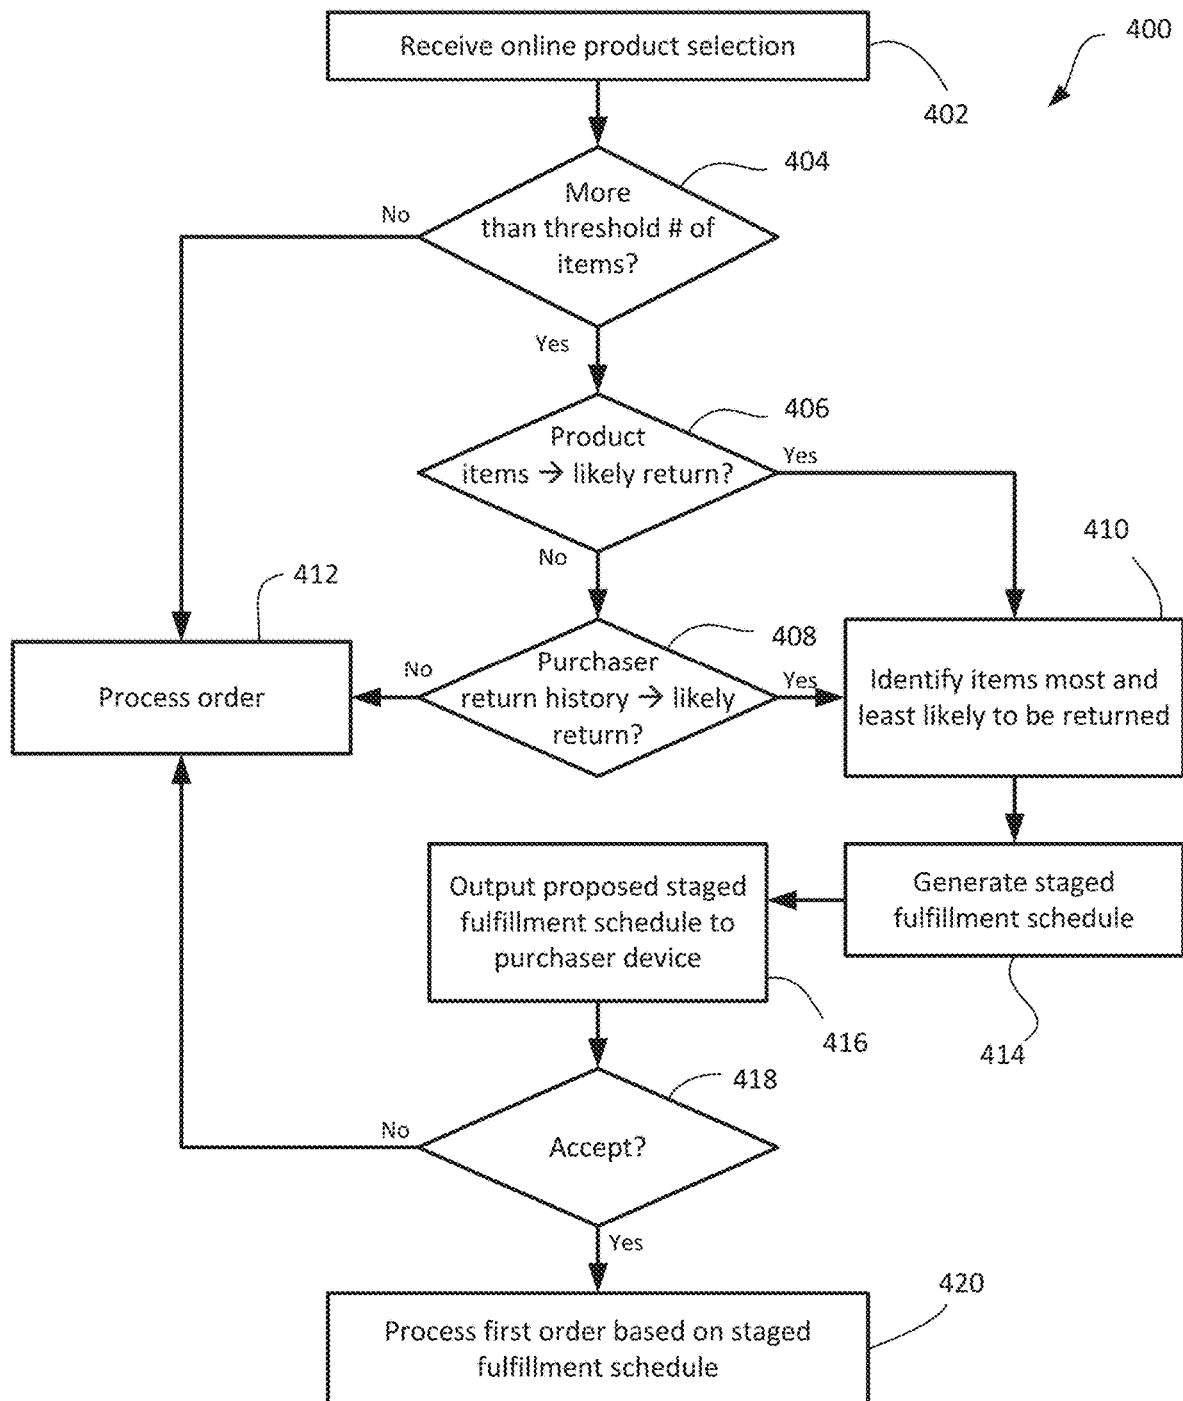 Receive online product selection
400
402
404
More
than threshold # of
items?
No
Yes
406
Product
items → likely return?
Yes
No
410
412
408
Process order
No
Purchaser
return history → likely
return?
Yes
Identify items most and
least likely to be returned
Output proposed staged
fulfillment schedule to
purchaser device
Generate staged
fulfillment schedule
416
414
418
No
Accept?
Yes
420
Process first order based on staged
fulfillment schedule